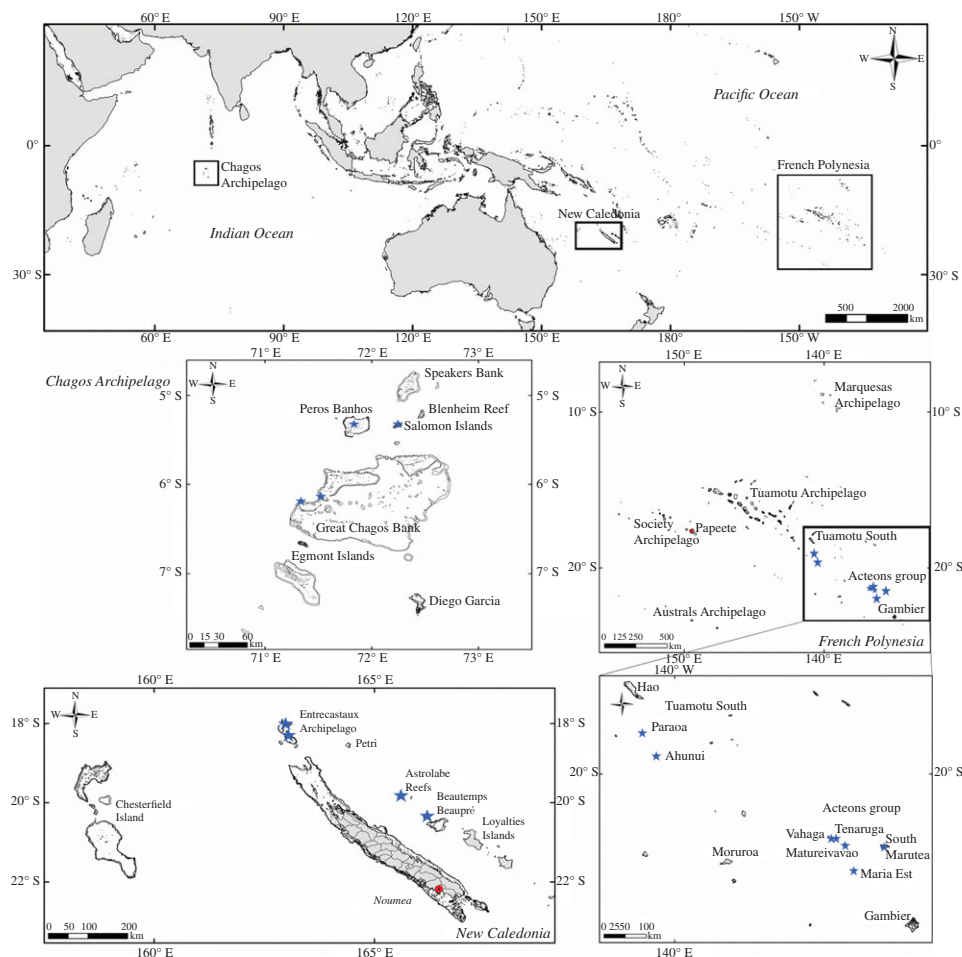 60° E
90° E
120° E
150° E
180° E
150° W
N
W E
S
Pacific Ocean
0°
0°
Chagos
Archipelago
French Polynesia
New Caledonia
Indian Ocean
30° S
30° S
500 2000
km
60° E
90° E
120° E
150° E
180° E
150° W
Chagos Archipelago
71° E
72° E
73° E
N
W E
S
Speakers Bank
5° S
5° S
Peros Banhos
Blenheim Reef
Salomon Islands
6° S
6° S
Great Chagos Bank
Egmont Islands
7° S
7° S
Diego Garcia
0 15 30 60
km
71° E
72° E
73° E
150° E
140° E
N
W E
S
Marquesas
Archipelago
10° S
10° S
Tuamotu Archipelago
Society
Archipelago
Papeete
Tuamotu South
20° S
20° S
Acteons group
Gambier
Australs Archipelago
0 125 250 500
km
French Polynesia
150° E
140° E
160° E
165° E
N
W E
S
18° S
18° S
Entrecastaux
Archipelago
Petri
Astrolabe
Reefs
20° S
20° S
Chesterfield
Island
Beautemps
Beaupré
Loyalties
Islands
22° S
22° S
Noumea
0 50 100 200
km
New Caledonia
160° E
165° E
140° W
Hao
Tuamotu South
Paraoa
Ahunui
20° S
20° S
Acteons group
Vahaga
Tenaruga
South
Marutea
Matureivavao
Moruroa
Maria Est
Gambier
0 2550 100
km
140° E